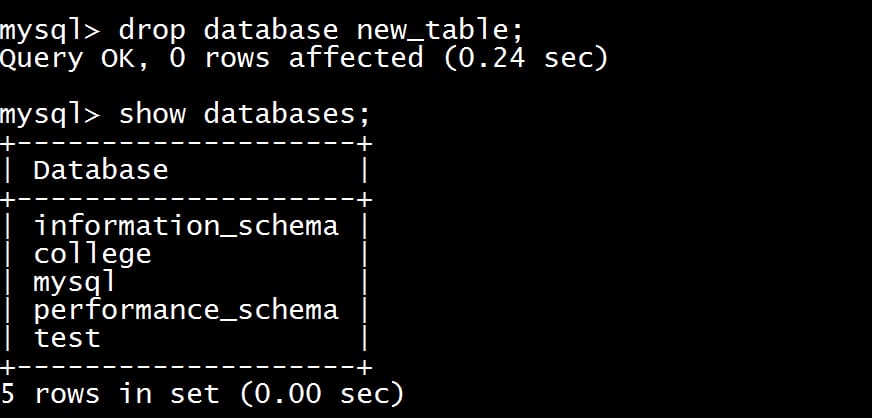 mysql> drop database new_table;
Query OK, 0 rows affected (0.24 sec)

mysql> show databases;
+--------------------+
| Database           |
+--------------------+
| information_schema |
| college            |
| mysql              |
| performance_schema |
| test               |
+--------------------+
5 rows in set (0.00 sec)